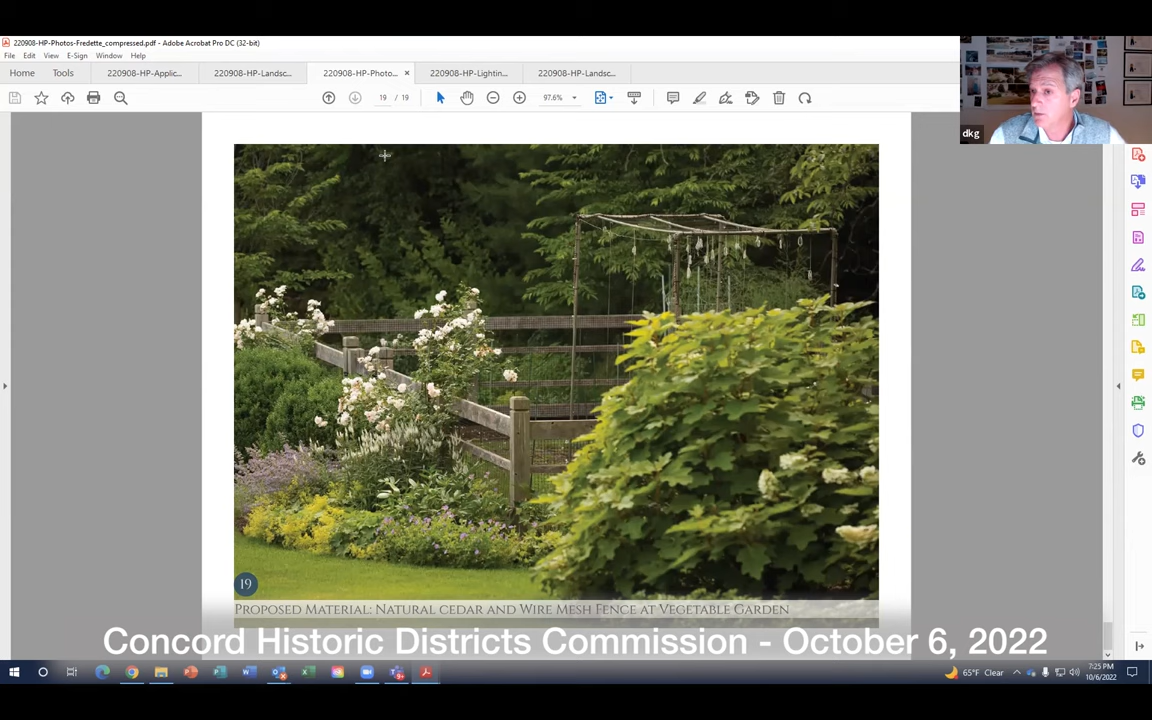 220908-HP-Photos-Fredette_compressed.pdf - Adobe Acrobat Pro DC (32-bit)
File Edit View E-Sign Window Help
Home Tools 220908-HP-Applic... 220908-HP-Landsc... 220908-HP-Photo... × 220908-HP-Lightin... 220908-HP-Landsc...
19 / 19 97.6%
dkg
19
Proposed Material: Natural cedar and Wire Mesh Fence at Vegetable Garden
Concord Historic Districts Commission - October 6, 2022
65°F Clear
7:25 PM
10/6/2022